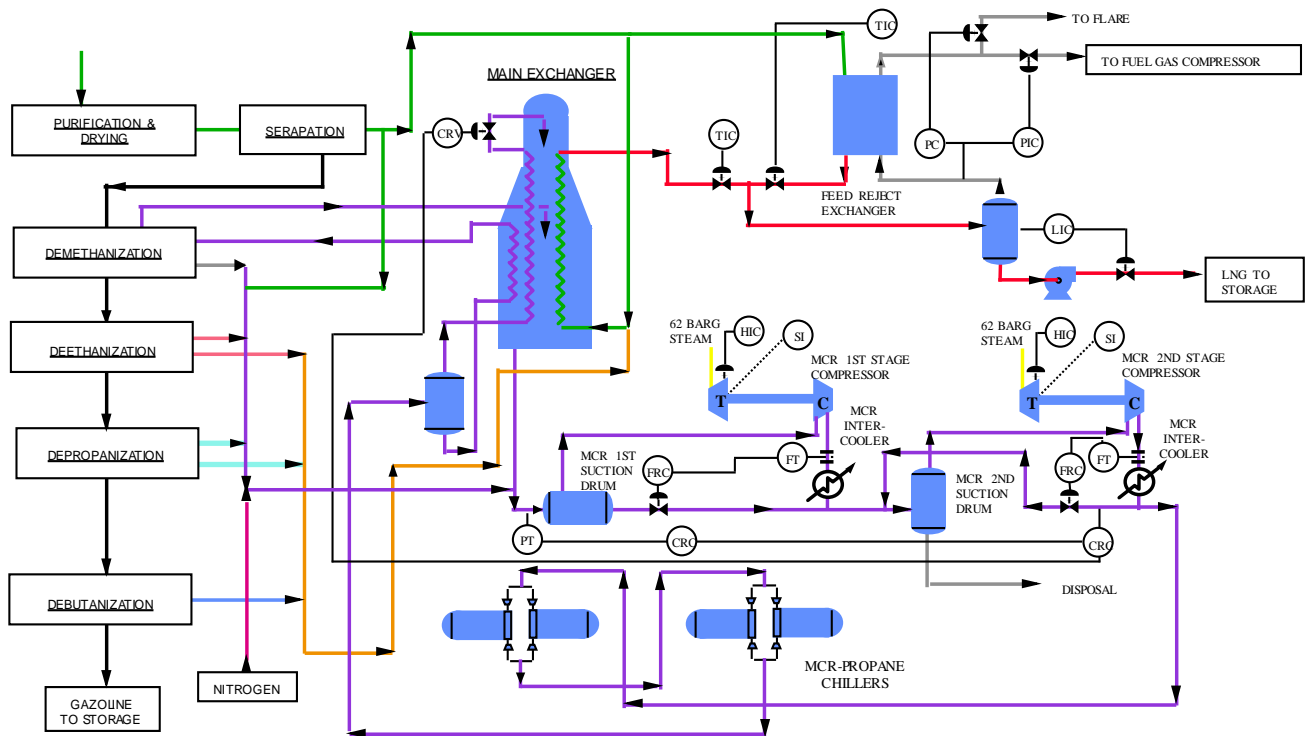 TIC
TO FLARE
TO FUEL GAS COMPRESSOR
MAIN EXCHANGER
PURIFICATION &
DRYING
SERAPATION
CRV
TIC
PC
PIC
FEED REJECT
EXCHANGER
DEMETHANIZATION
LIC
LNG TO
STORAGE
62 BARG
STEAM
HIC
SI
MCR 1ST STAGE
COMPRESSOR
62 BARG
STEAM
HIC
SI
MCR 2ND STAGE
COMPRESSOR
DEETHANIZATION
T
C
T
C
MCR
INTER-
COOLER
MCR
INTER-
COOLER
DEPROPANIZATION
MCR 1ST
SUCTION
DRUM
FRC
FT
MCR 2ND
SUCTION
DRUM
FRC
FT
PT
CRC
CRC
DISPOSAL
DEBUTANIZATION
MCR-PROPANE
CHILLERS
NITROGEN
GAZOLINE
TO STORAGE